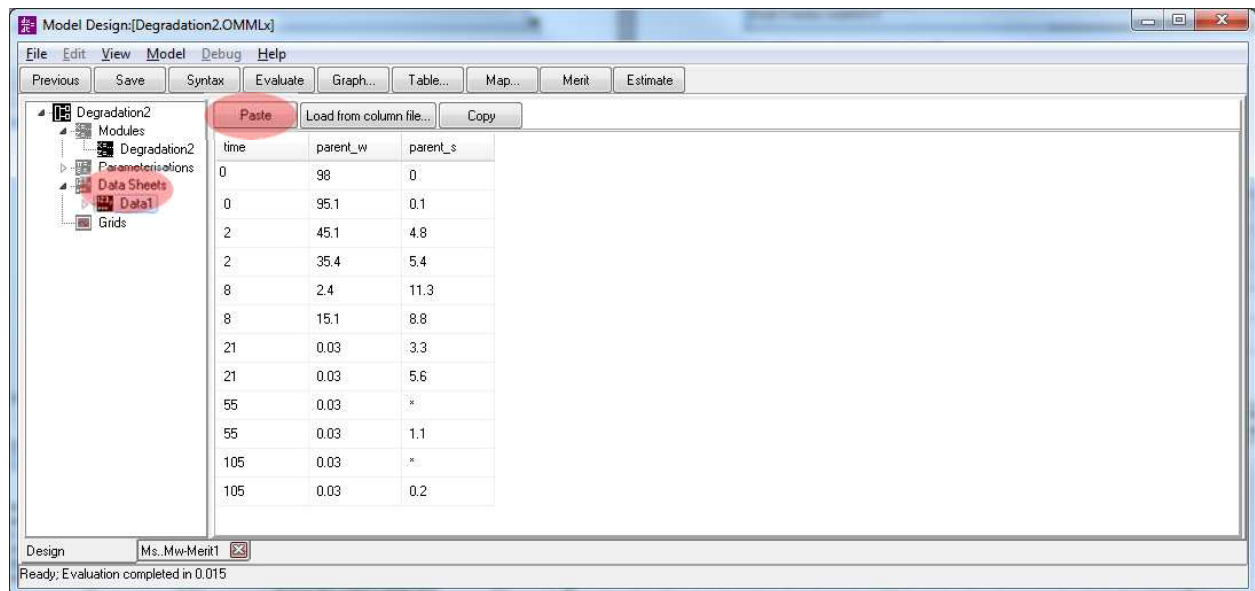 Model Design:[Degradation2.OMMLx]
File Edit View Model Debug Help
Previous Save Syntax Evaluate Graph... Table... Map... Merit Estimate
Degradation2
Modules
Degradation2
Parameterisations
Data Sheets
Data1
Grids
Paste Load from column file... Copy
time parent_w parent_s
0 98 0
0 95.1 0.1
2 45.1 4.8
2 35.4 5.4
8 2.4 11.3
8 15.1 8.8
21 0.03 3.3
21 0.03 5.6
55 0.03 *
55 0.03 1.1
105 0.03 *
105 0.03 0.2
Design Ms..Mw-Merit1
Ready; Evaluation completed in 0.015